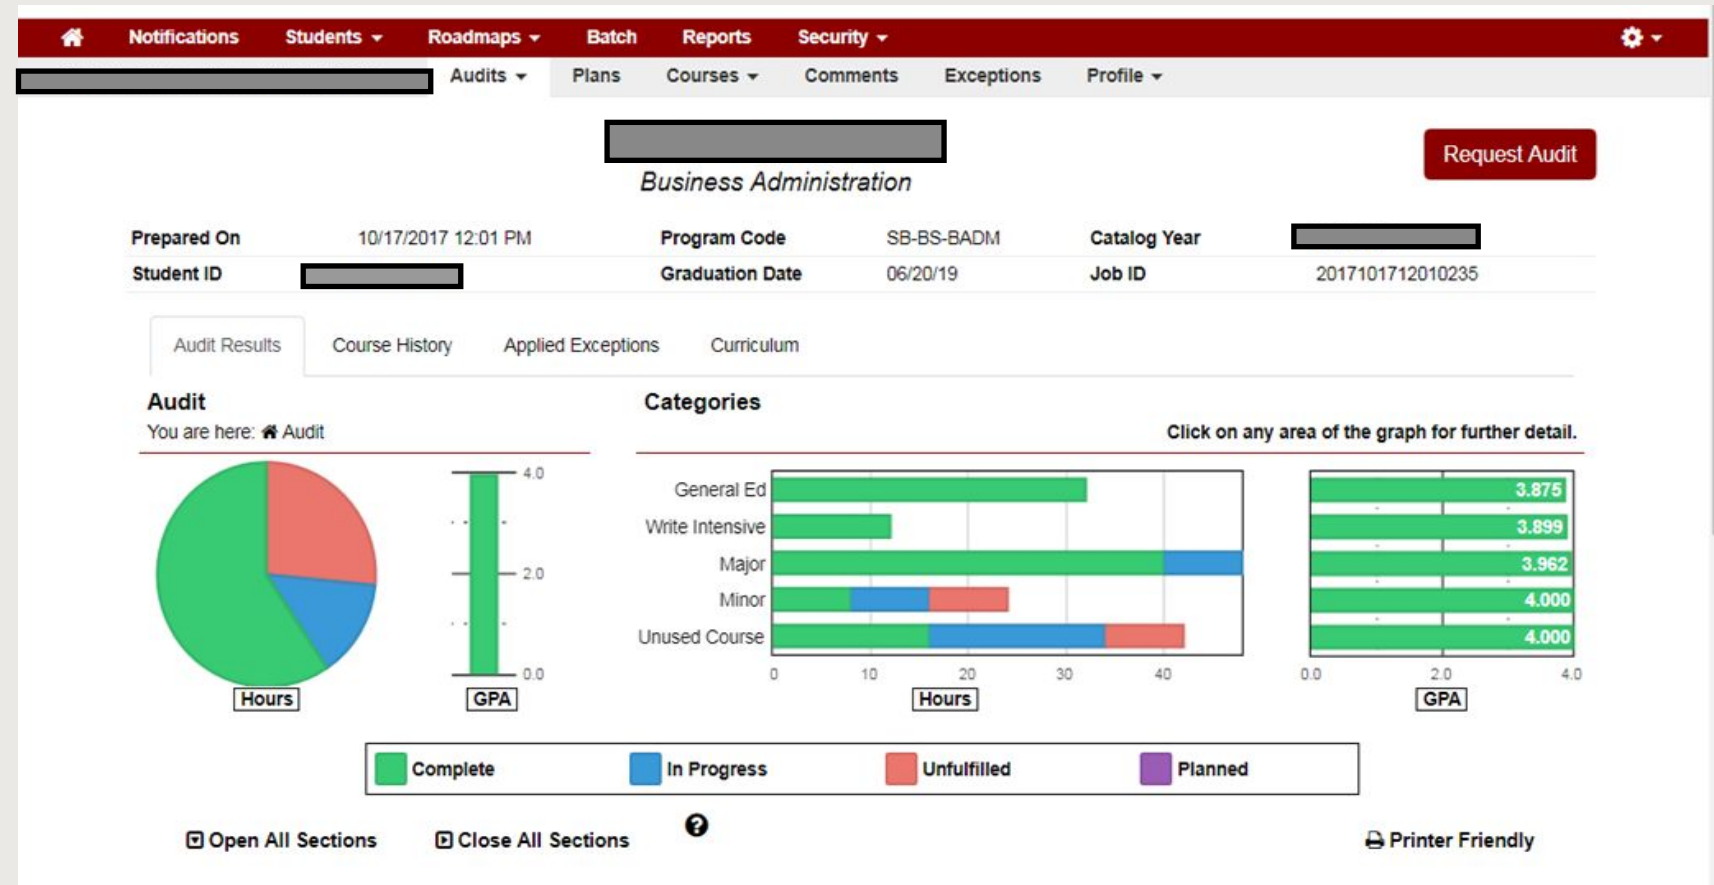 Notifications Students Roadmaps Batch Reports Security
Audits Plans Courses Comments Exceptions Profile
Request Audit
Business Administration
Prepared On 10/17/2017 12:01 PM Program Code SB-BS-BADM Catalog Year
Student ID Graduation Date 06/20/19 Job ID 2017101712010235
Audit Results Course History Applied Exceptions Curriculum
Audit Categories
You are here: Audit Click on any area of the graph for further detail.
4.0
2.0
0.0
Hours GPA
General Ed 3.875
Write Intensive 3.899
Major 3.962
Minor 4.000
Unused Course 4.000
0 10 20 30 40 0.0 2.0 4.0
Hours GPA
Complete In Progress Unfulfilled Planned
Open All Sections Close All Sections ? Printer Friendly